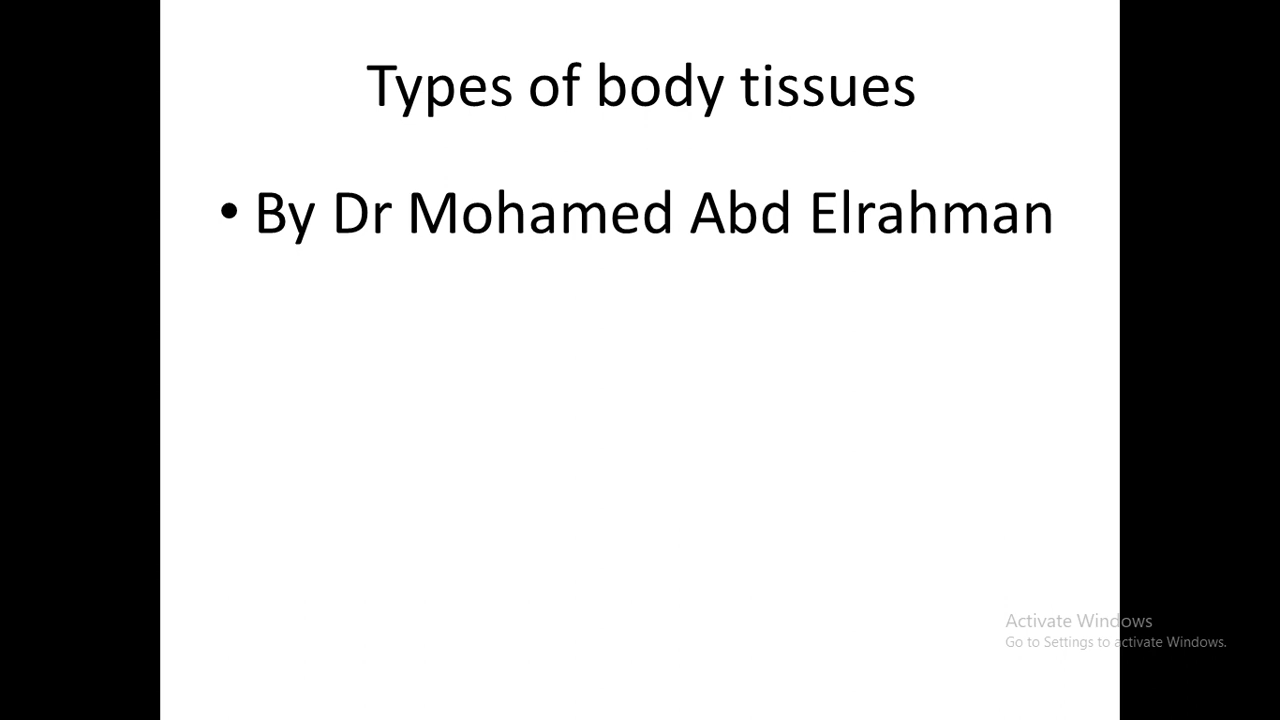 Types of body tissues
• By Dr Mohamed Abd Elrahman
Activate Windows
Go to Settings to activate Windows.